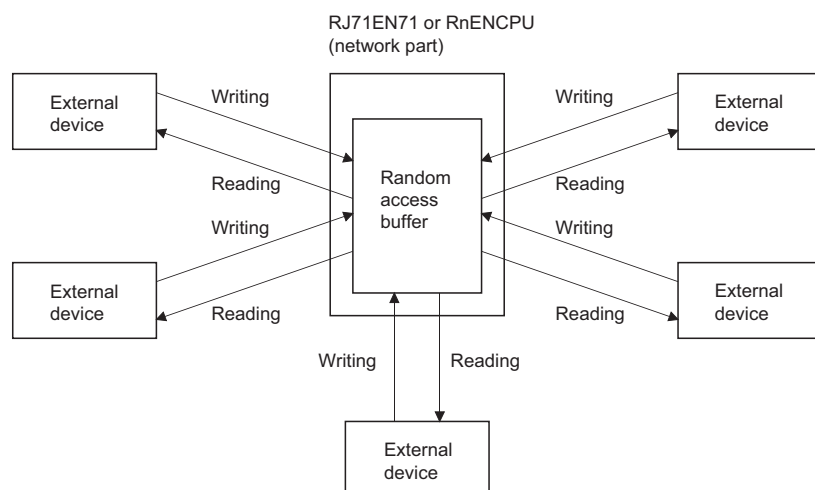 RJ71EN71 or RnENCPU
(network part)
External
device
Writing
Reading
Writing
Reading
External
device
Random
access
buffer
Writing
Reading
Writing
Reading
External
device
External
device
Writing
Reading
External
device